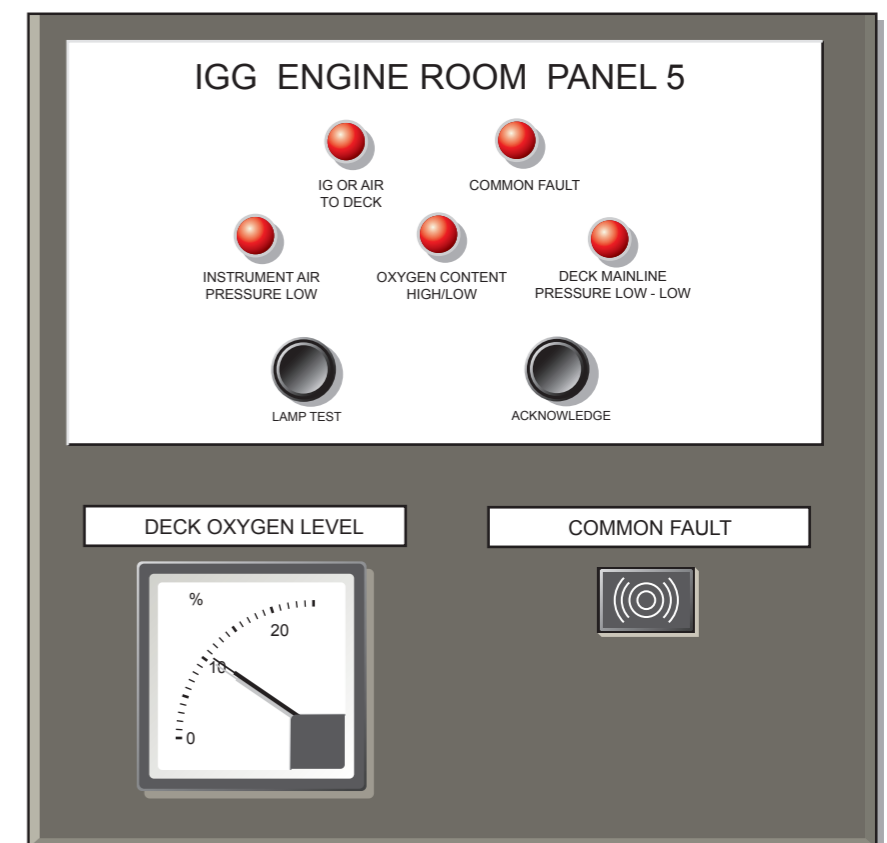 IGG ENGINE ROOM PANEL 5
IG OR AIR
TO DECK
COMMON FAULT
INSTRUMENT AIR
PRESSURE LOW
OXYGEN CONTENT
HIGH/LOW
DECK MAINLINE
PRESSURE LOW - LOW
LAMP TEST
ACKNOWLEDGE
DECK OXYGEN LEVEL
COMMON FAULT
%
20
10
0